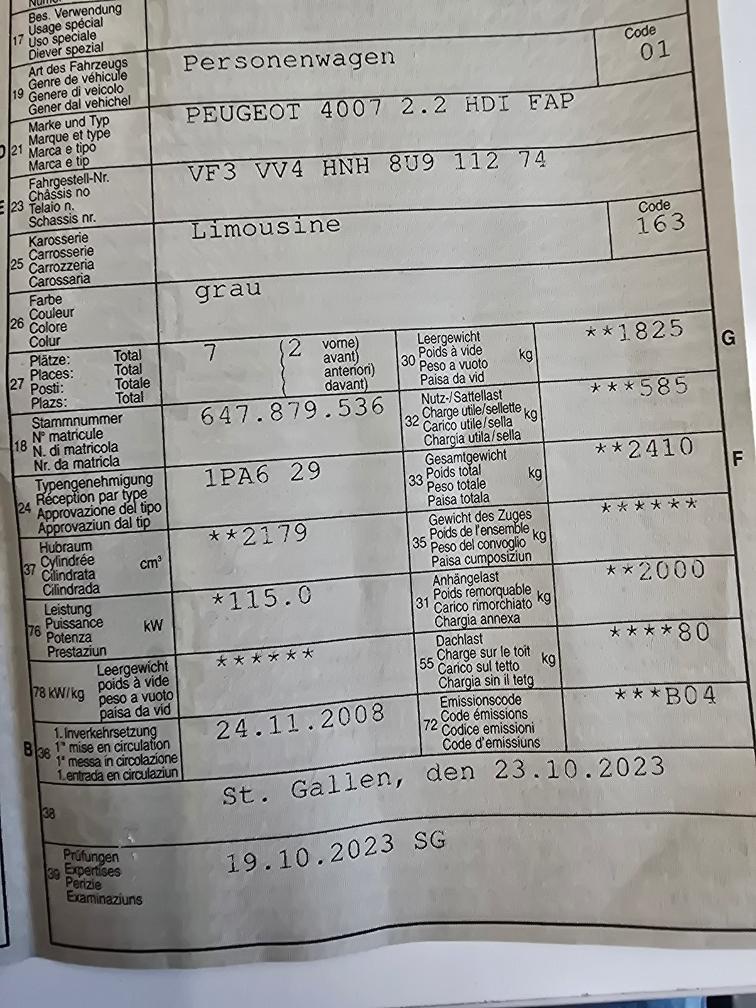 17 Bes. Verwendung
Usage spécial
Uso speciale
Diever spezial
19 Art des Fahrzeugs
Genre de véhicule
Genere di veicolo
Gener dal vehichel
Personenwagen
Code
01
21 Marke und Typ
Marque et type
Marca e tipo
Marca e tip
PEUGEOT 4007 2.2 HDI FAP
E 23 Fahrgestell-Nr.
Châssis no
Telaio n.
Schassis nr.
VF3 VV4 HNH 8U9 112 74
25 Karosserie
Carrosserie
Carrozzeria
Carossaria
Limousine
Code
163
26 Farbe
Couleur
Colore
Colur
grau
27 Plätze: Total
Places: Total
Posti: Totale
Plazs: Total
7 (2 vorne)
avant)
anteriori)
davant)
30 Leergewicht
Poids à vide kg
Peso a vuoto
Paisa da vid
**1825
G
18 Stammnummer
N° matricule
N. di matricola
Nr. da matricla
647.879.536
32 Nutz-/Sattellast
Charge utile/sellette kg
Carico utile/sella
Chargia utila/sella
***585
24 Typengenehmigung
Réception par type
Approvazione del tipo
Approvaziun dal tip
1PA6 29
33 Gesamtgewicht
Poids total kg
Peso totale
Paisa totala
**2410
F
37 Hubraum
Cylindrée cm³
Cilindrata
Cilindrada
**2179
35 Gewicht des Zuges
Poids de l'ensemble kg
Peso del convoglio
Paisa cumposiziun
******
76 Leistung
Puissance kW
Potenza
Prestaziun
*115.0
31 Anhängelast
Poids remorquable kg
Carico rimorchiato
Chargia annexa
**2000
78 kW/kg Leergewicht
poids à vide
peso a vuoto
paisa da vid
******
55 Dachlast
Charge sur le toit kg
Carico sul tetto
Chargia sin il tetg
****80
B 36 1. Inverkehrsetzung
1re mise en circulation
1a messa in circolazione
1. entrada en circulaziun
24.11.2008
72 Emissionscode
Code émissions
Codice emissioni
Code d'emissiuns
***B04
38
St. Gallen, den 23.10.2023
39 Prüfungen
Expertises
Perizie
Examinaziuns
19.10.2023 SG